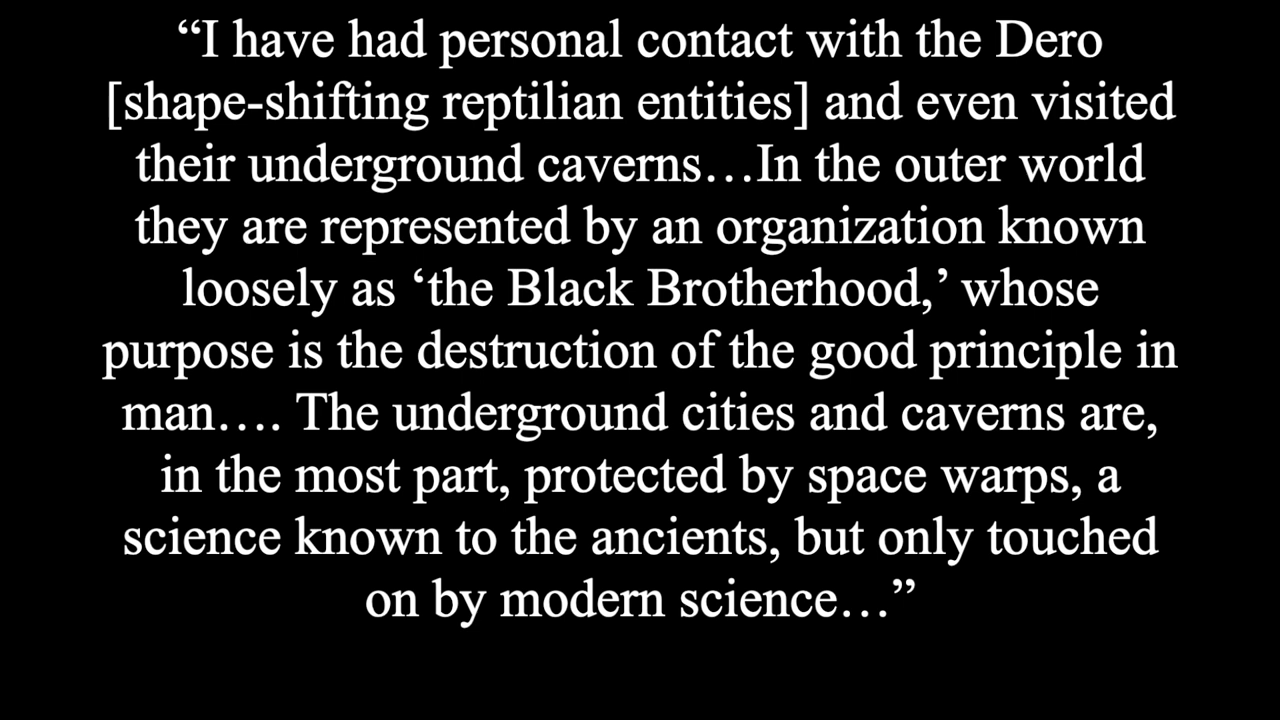 “I have had personal contact with the Dero
[shape-shifting reptilian entities] and even visited
their underground caverns…In the outer world
they are represented by an organization known
loosely as ‘the Black Brotherhood,’ whose
purpose is the destruction of the good principle in
man…. The underground cities and caverns are,
in the most part, protected by space warps, a
science known to the ancients, but only touched
on by modern science…”